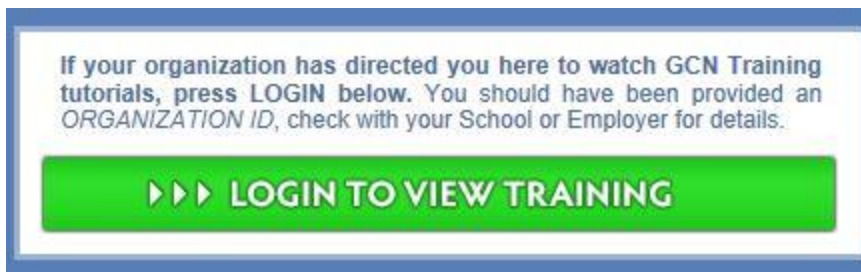 If your organization has directed you here to watch GCN Training
tutorials, press LOGIN below. You should have been provided an
ORGANIZATION ID, check with your School or Employer for details.
LOGIN TO VIEW TRAINING